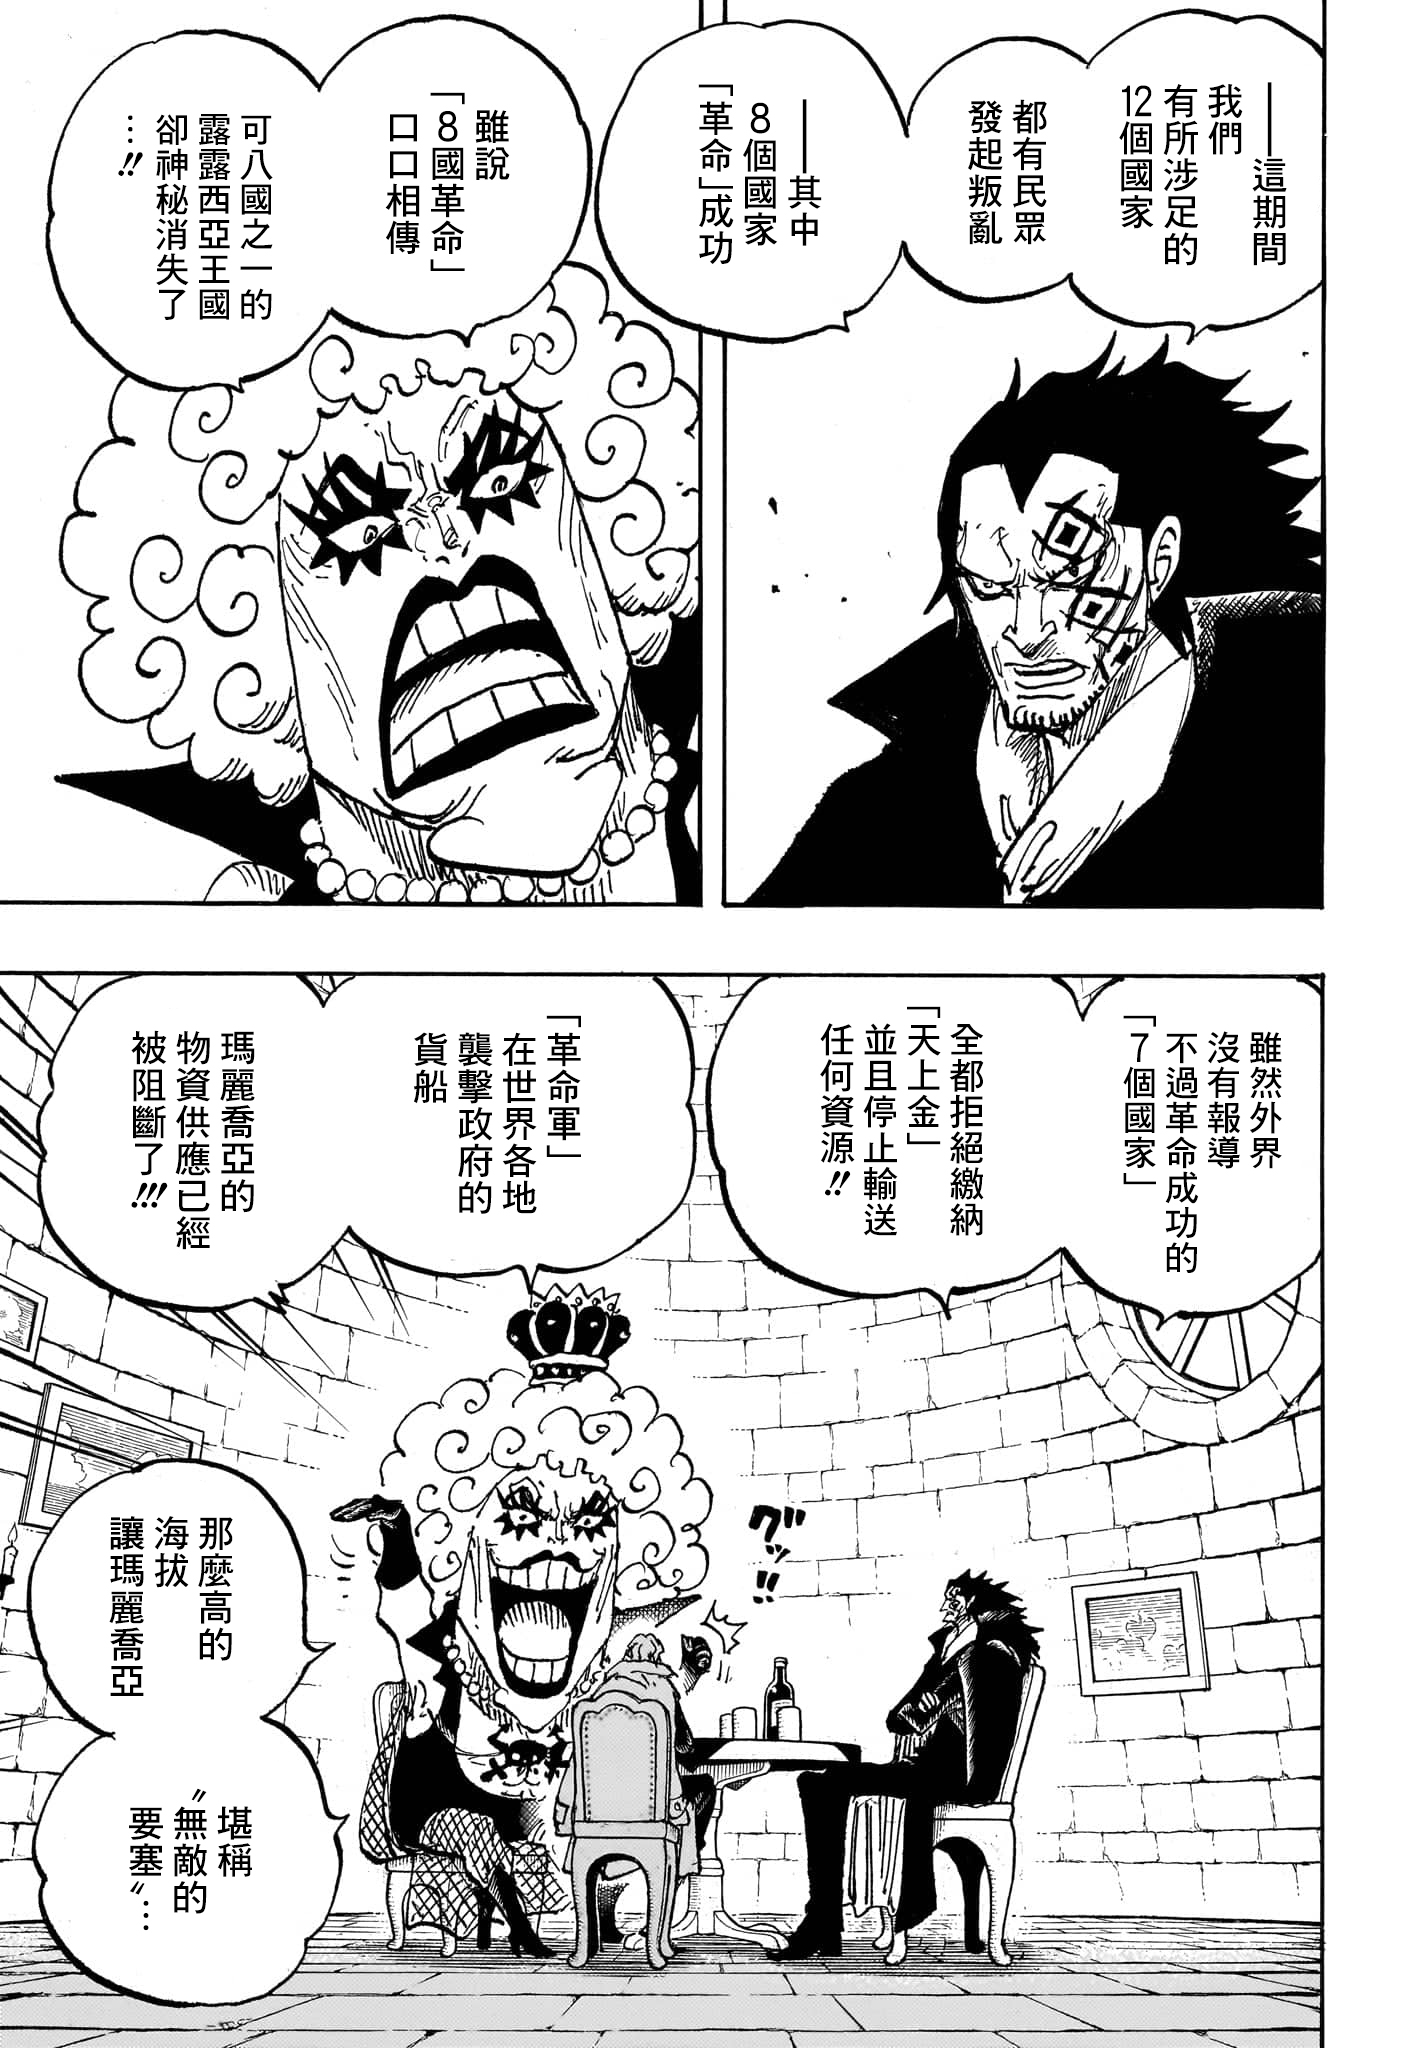 ——這期間
我們
有所涉足的
12個國家
都有民眾
發起叛亂
——其中
8個國家
「革命」成功
雖說
「8國革命」
口口相傳
可八國之一的
露露西亞王國
卻神秘消失了
…!!
雖然外界
沒有報導
不過革命成功的
「7個國家」
全都拒絕繳納
「天上金」
並且停止輸送
任何資源!!
「革命軍」
在世界各地
襲擊政府的
貨船
瑪麗喬亞的
物資供應已經
被阻斷了!!!
グッ!!
那麼高的
海拔
讓瑪麗喬亞
堪稱
〝無敵的
要塞〟…